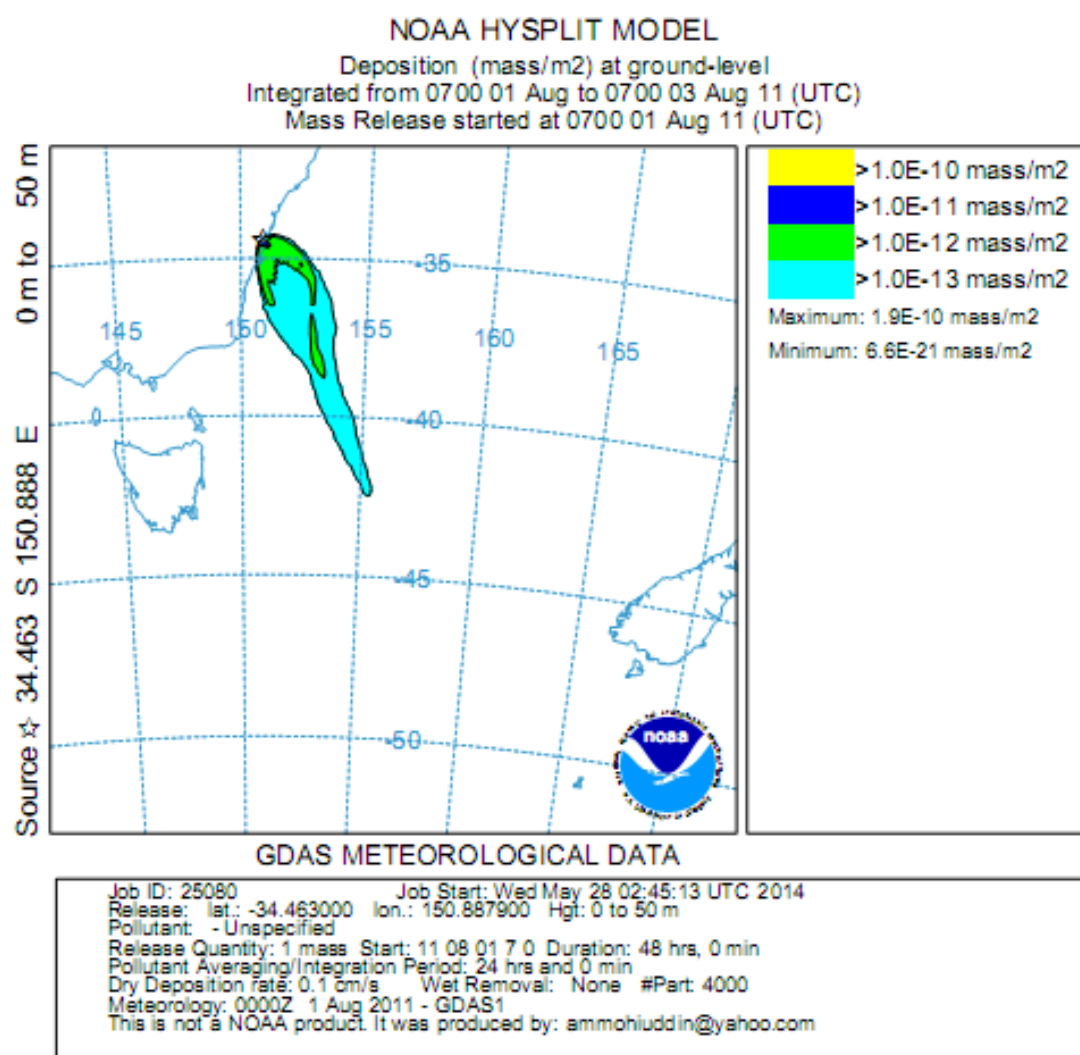 NOAA HYSPLIT MODEL
Deposition (mass/m2) at ground-level
Integrated from 0700 01 Aug to 0700 03 Aug 11 (UTC)
Mass Release started at 0700 01 Aug 11 (UTC)
Source ☆ 34.463 S 150.888 E 0 m to 50 m
>1.0E-10 mass/m2
>1.0E-11 mass/m2
>1.0E-12 mass/m2
>1.0E-13 mass/m2
Maximum: 1.9E-10 mass/m2
Minimum: 6.6E-21 mass/m2
-35
145 150 155 160 165
-40
-45
-50
noaa
GDAS METEOROLOGICAL DATA
Job ID: 25080 Job Start: Wed May 28 02:45:13 UTC 2014
Release: lat.: -34.463000 lon.: 150.887900 Hgt: 0 to 50 m
Pollutant: - Unspecified
Release Quantity: 1 mass Start: 11 08 01 7 0 Duration: 48 hrs, 0 min
Pollutant Averaging/Integration Period: 24 hrs and 0 min
Dry Deposition rate: 0.1 cm/s Wet Removal: None #Part: 4000
Meteorology: 0000Z 1 Aug 2011 - GDAS1
This is not a NOAA product. It was produced by: ammohiuddin@yahoo.com